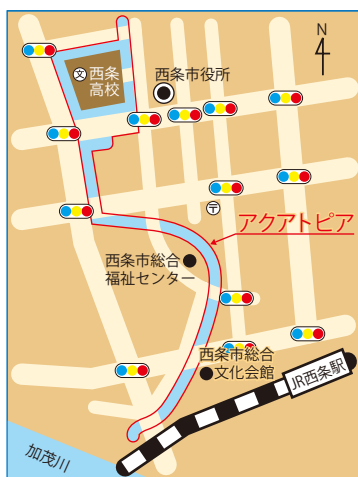 N
文西条
高校
西条市役所
〒
アクアトピア
西条市総合
福祉センター
西条市総合
文化会館
JR西条駅
加茂川